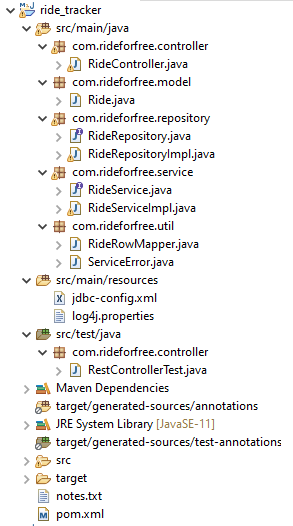 ride_tracker
src/main/java
com.rideforfree.controller
RideController.java
com.rideforfree.model
Ride.java
com.rideforfree.repository
RideRepository.java
RideRepositoryImpl.java
com.rideforfree.service
RideService.java
RideServiceImpl.java
com.rideforfree.util
RideRowMapper.java
ServiceError.java
src/main/resources
jdbc-config.xml
log4j.properties
src/test/java
com.rideforfree.controller
RestControllerTest.java
Maven Dependencies
target/generated-sources/annotations
JRE System Library [JavaSE-11]
target/generated-sources/test-annotations
src
target
notes.txt
pom.xml